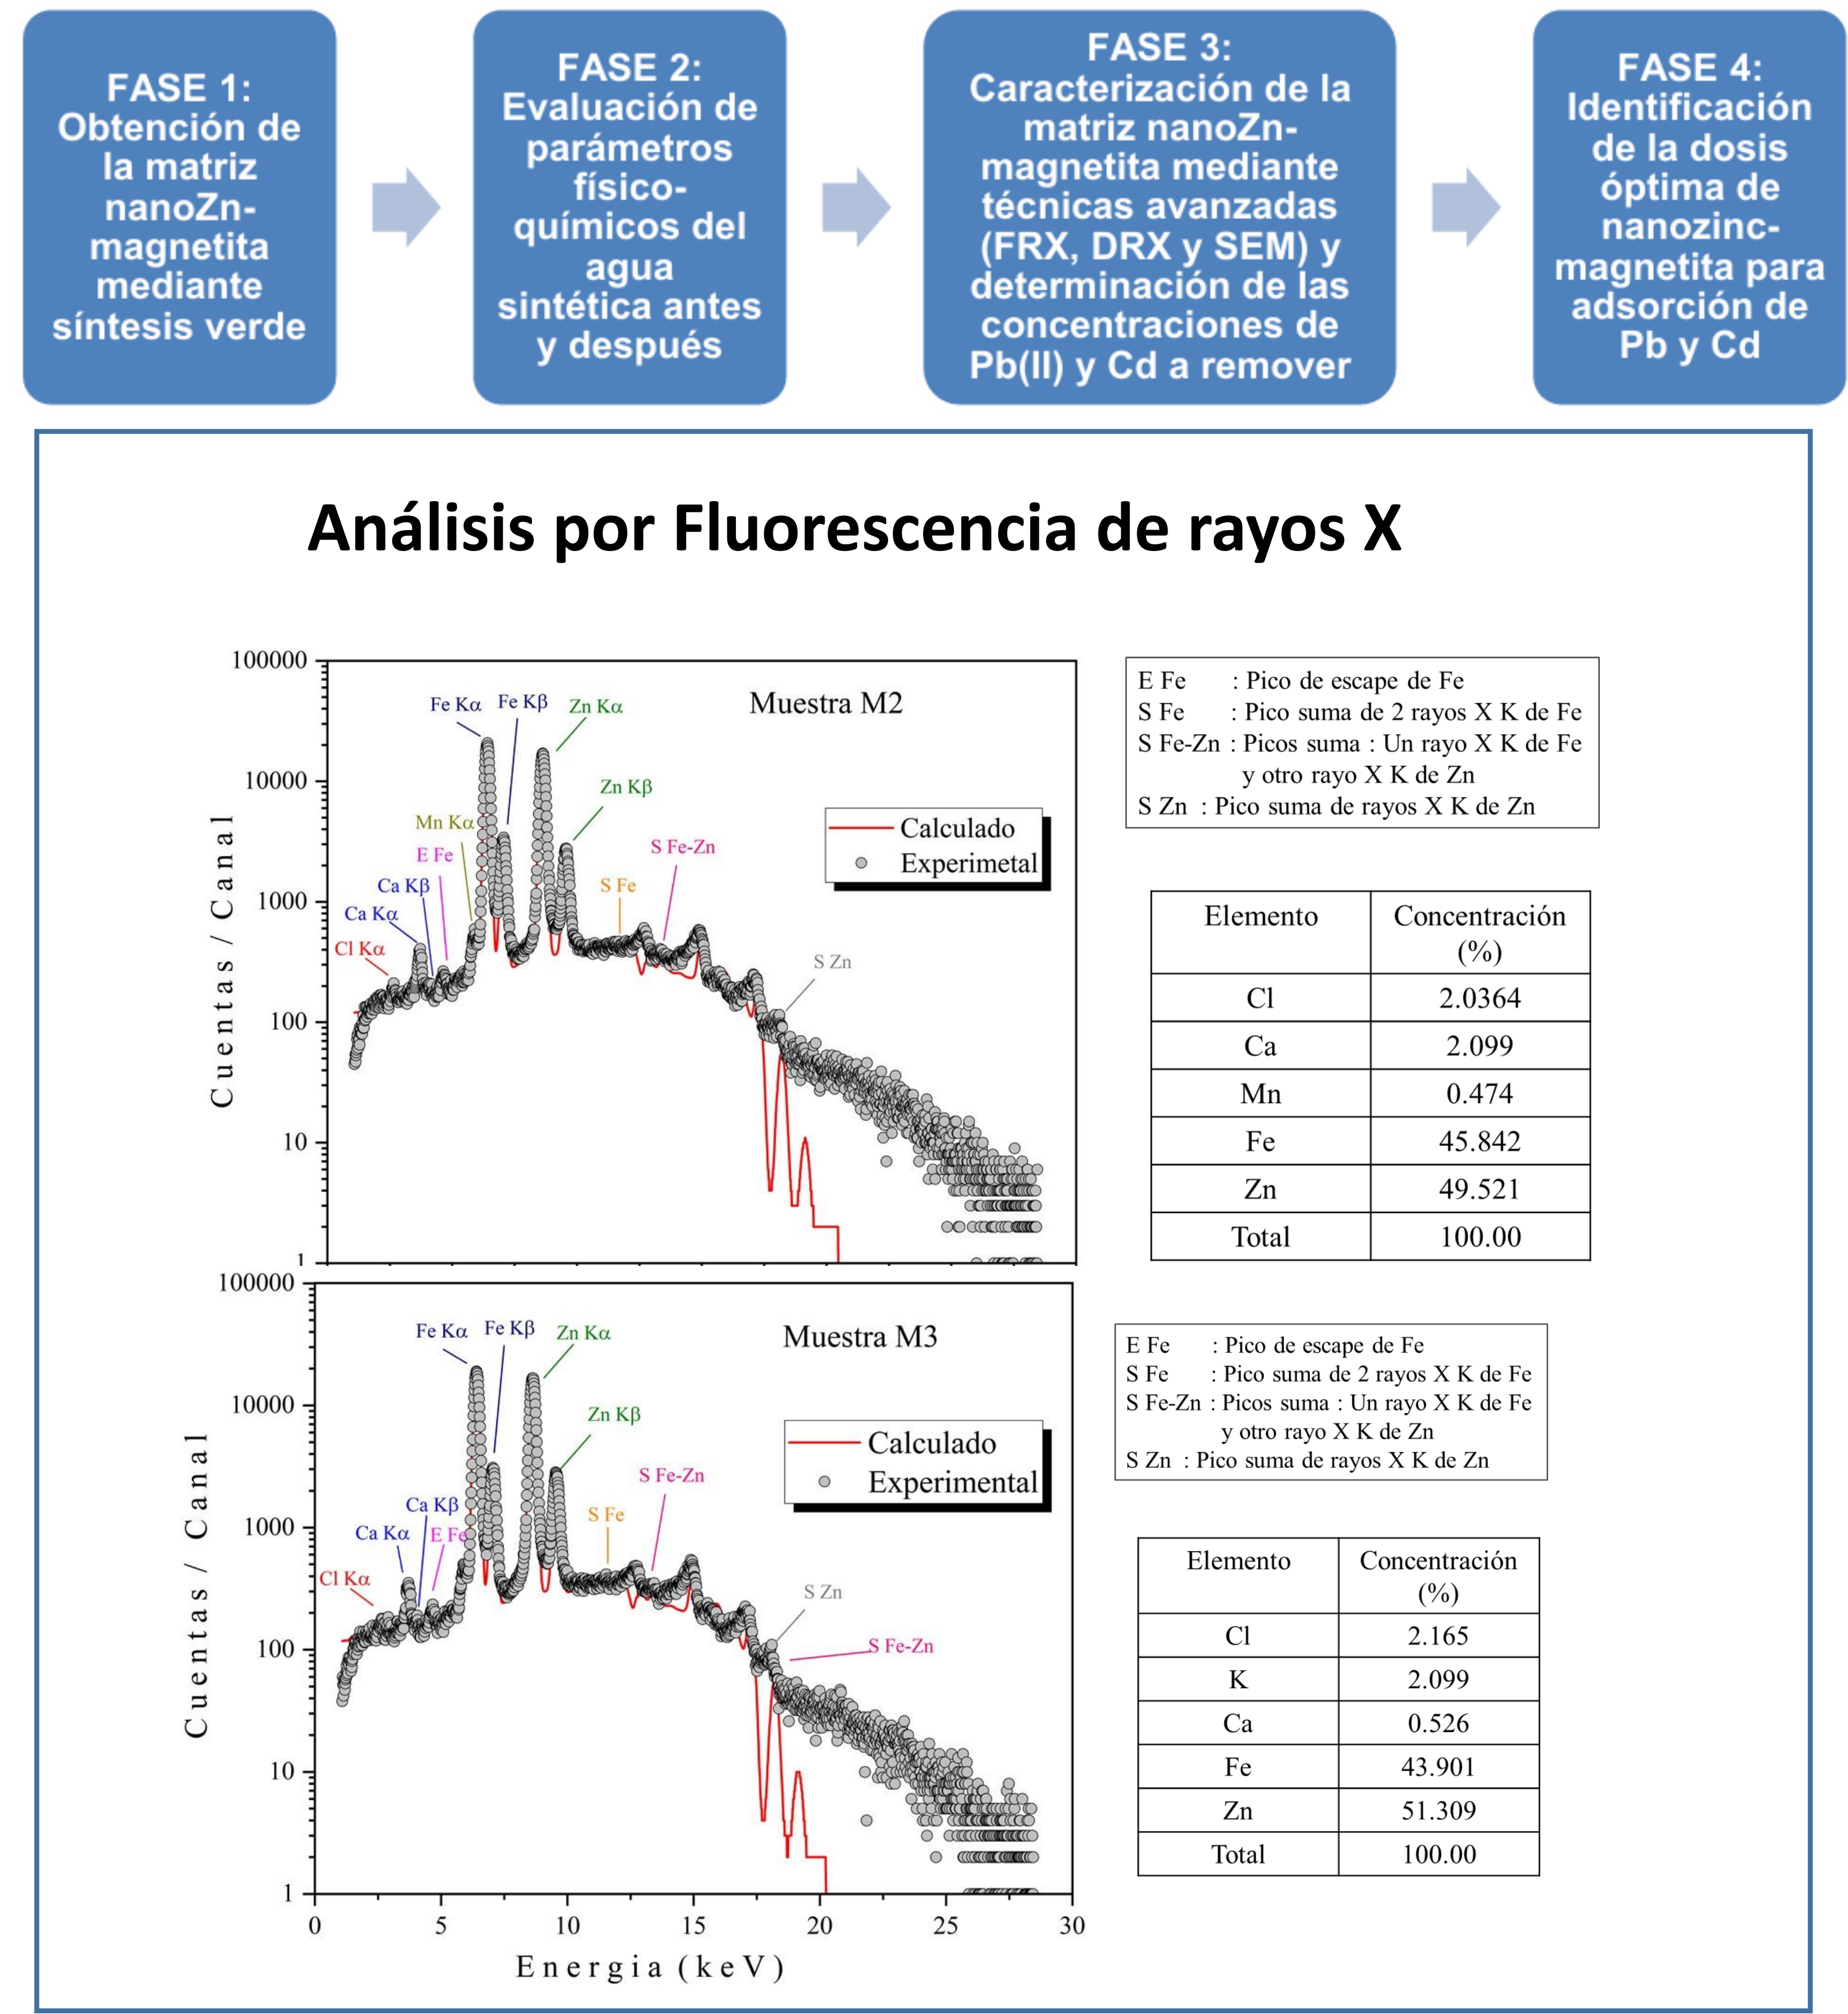 FASE 1:
Obtención de
la matriz
nanoZn-
magnetita
mediante
síntesis verde
FASE 2:
Evaluación de
parámetros
físico-
químicos del
agua
sintética antes
y después
FASE 3:
Caracterización de la
matriz nanoZn-
magnetita mediante
técnicas avanzadas
(FRX, DRX y SEM) y
determinación de las
concentraciones de
Pb(II) y Cd a remover
FASE 4:
Identificación
de la dosis
óptima de
nanozinc-
magnetita para
adsorción de
Pb y Cd
Análisis por Fluorescencia de rayos X
Cuentas / Canal
100000
10000
1000
100
10
1
Muestra M2
Fe Kα
Fe Kβ
Zn Kα
Zn Kβ
Mn Kα
E Fe
Ca Kβ
Ca Kα
Cl Kα
S Fe
S Fe-Zn
S Zn
Calculado
Experimetal
E Fe : Pico de escape de Fe
S Fe : Pico suma de 2 rayos X K de Fe
S Fe-Zn : Picos suma : Un rayo X K de Fe
y otro rayo X K de Zn
S Zn : Pico suma de rayos X K de Zn
Elemento Concentración
(%)
Cl 2.0364
Ca 2.099
Mn 0.474
Fe 45.842
Zn 49.521
Total 100.00
Cuentas / Canal
100000
10000
1000
100
10
1
Muestra M3
Fe Kα
Fe Kβ
Zn Kα
Zn Kβ
Ca Kβ
Ca Kα
E Fe
Cl Kα
S Fe
S Fe-Zn
S Zn
S Fe-Zn
Calculado
Experimental
0 5 10 15 20 25 30
Energia (keV)
E Fe : Pico de escape de Fe
S Fe : Pico suma de 2 rayos X K de Fe
S Fe-Zn : Picos suma : Un rayo X K de Fe
y otro rayo X K de Zn
S Zn : Pico suma de rayos X K de Zn
Elemento Concentración
(%)
Cl 2.165
K 2.099
Ca 0.526
Fe 43.901
Zn 51.309
Total 100.00